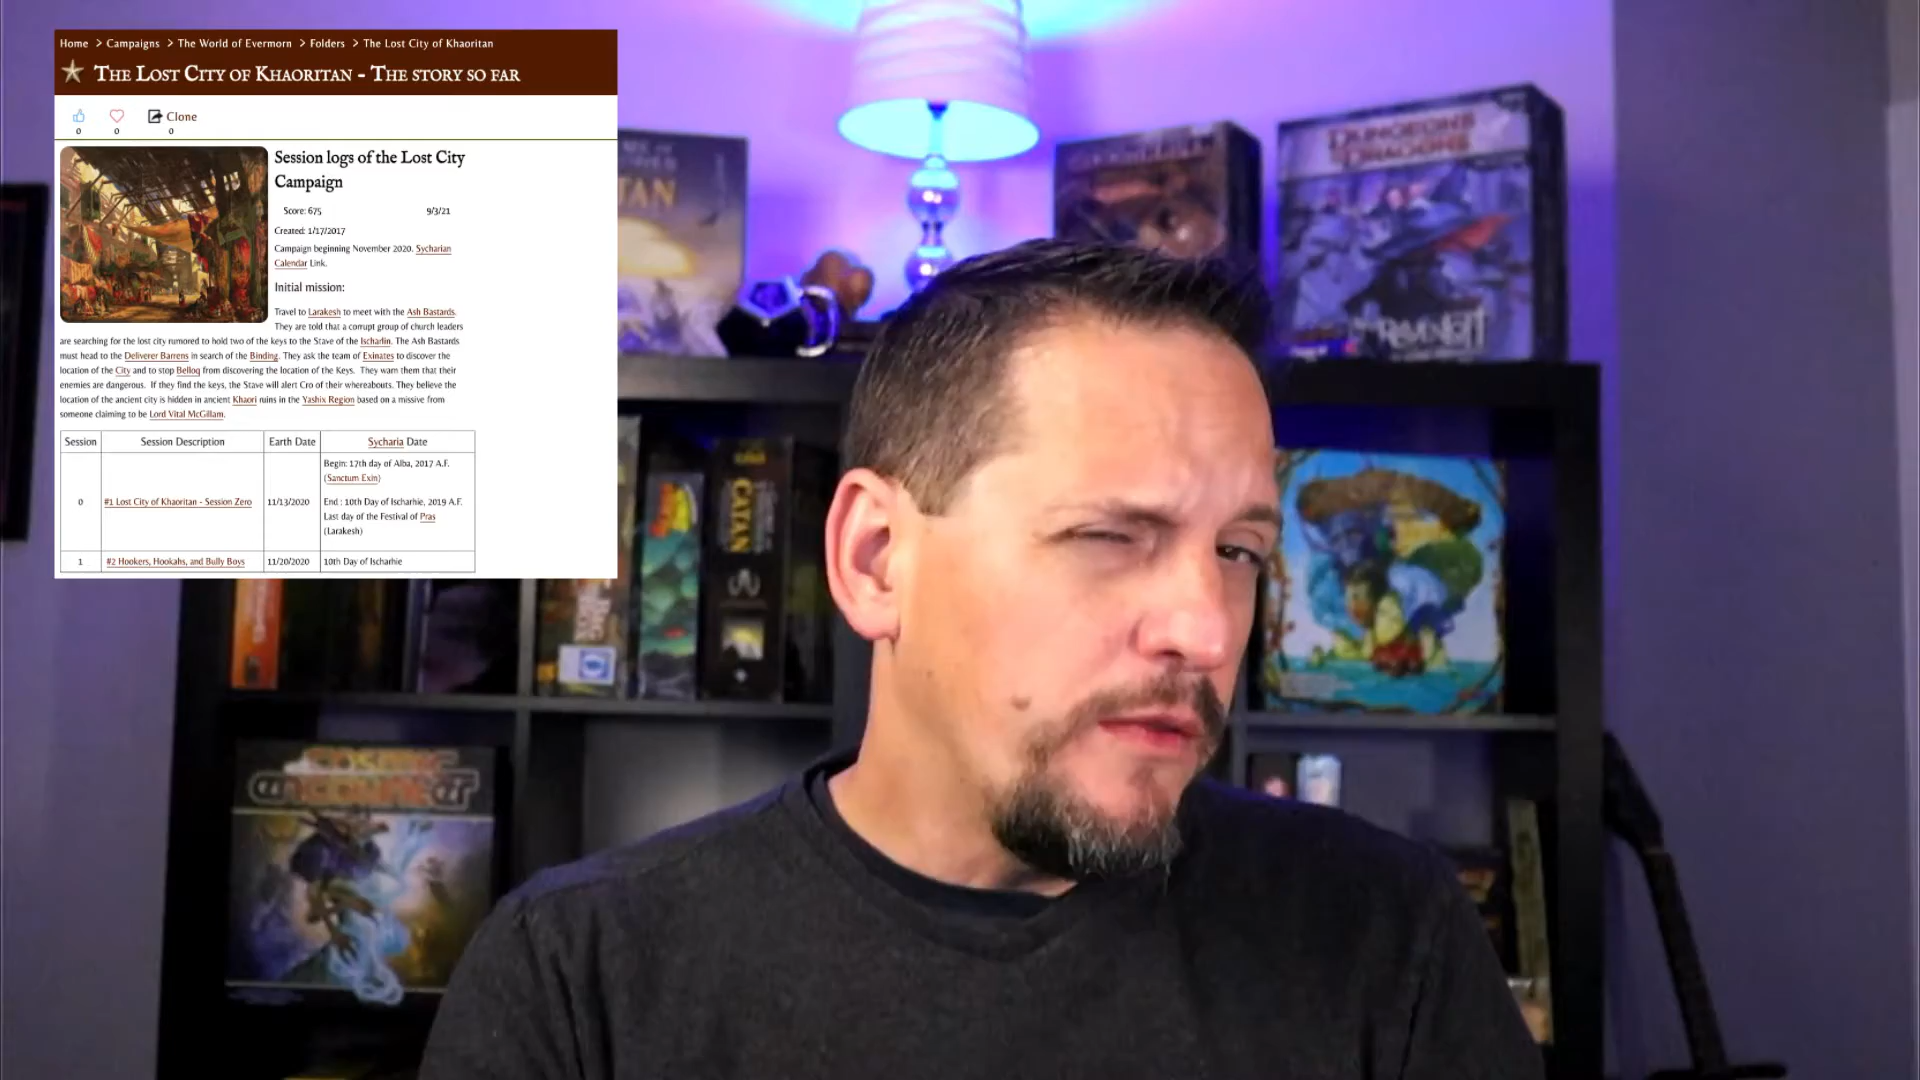 Home > Campaigns > The World of Evermorn > Folders > The Lost City of Khaoritan
The Lost City of Khaoritan - The story so far
Clone
0 0 0
Session logs of the Lost City
Campaign
Score: 675 9/3/21
Created: 1/17/2017
Campaign beginning November 2020. Sycharian
Calendar Link.
Initial mission:
Travel to Larakesh to meet with the Ash Bastards.
They are told that a corrupt group of church leaders
are searching for the lost city rumored to hold two of the keys to the Stave of the Ischarlin. The Ash Bastards
must head to the Deliverer Barrens in search of the Binding. They ask the team of Exinates to discover the
location of the City and to stop Belloq from discovering the location of the Keys. They warn them that their
enemies are dangerous. If they find the keys, the Stave will alert Cro of their whereabouts. They believe the
location of the ancient city is hidden in ancient Khaori ruins in the Yashix Region based on a missive from
someone claiming to be Lord Vital McGillam.
Session Session Description Earth Date Sycharia Date
0 #1 Lost City of Khaoritan - Session Zero 11/13/2020 Begin: 17th day of Alba, 2017 A.F.
(Sanctum Exin)
End : 10th Day of Ischarhie, 2019 A.F.
Last day of the Festival of Pras
(Larakesh)
1 #2 Hookers, Hookahs, and Bully Boys 11/20/2020 10th Day of Ischarhie
DUNGEONS
DRAGONS
RAVENLOFT
CATAN
COSMIC
ENCOUNTER